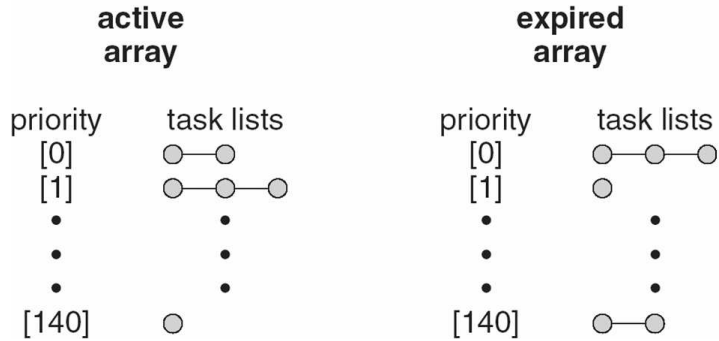 active
array
expired
array
priority task lists
[0]
[1]
[140]
priority task lists
[0]
[1]
[140]